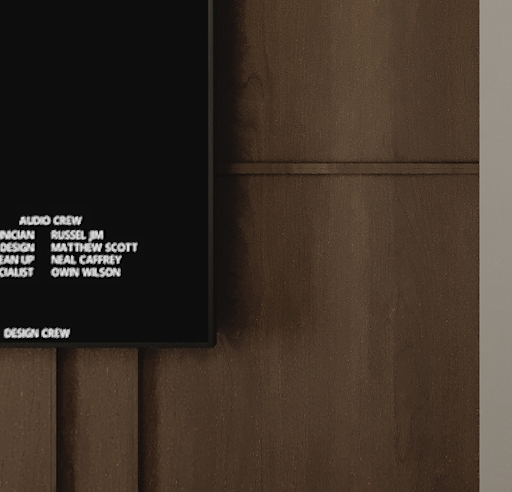 AUDIO CREW
NICIAN RUSSEL JIM
DESIGN MATTHEW SCOTT
EAN UP NEAL CAFFREY
CIALIST OWIN WILSON
DESIGN CREW